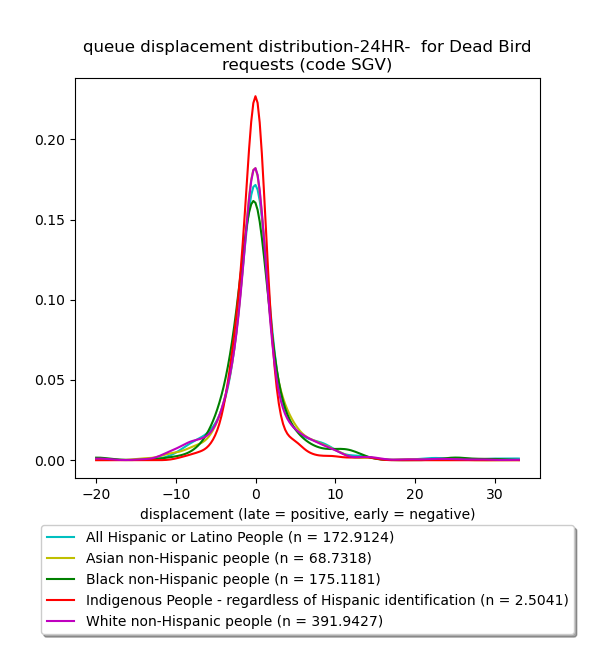 queue displacement distribution-24HR-  for Dead Bird
requests (code SGV)
0.20
0.15
0.10
0.05
0.00
−20 −10 0 10 20 30
displacement (late = positive, early = negative)
All Hispanic or Latino People (n = 172.9124)
Asian non-Hispanic people (n = 68.7318)
Black non-Hispanic people (n = 175.1181)
Indigenous People - regardless of Hispanic identification (n = 2.5041)
White non-Hispanic people (n = 391.9427)